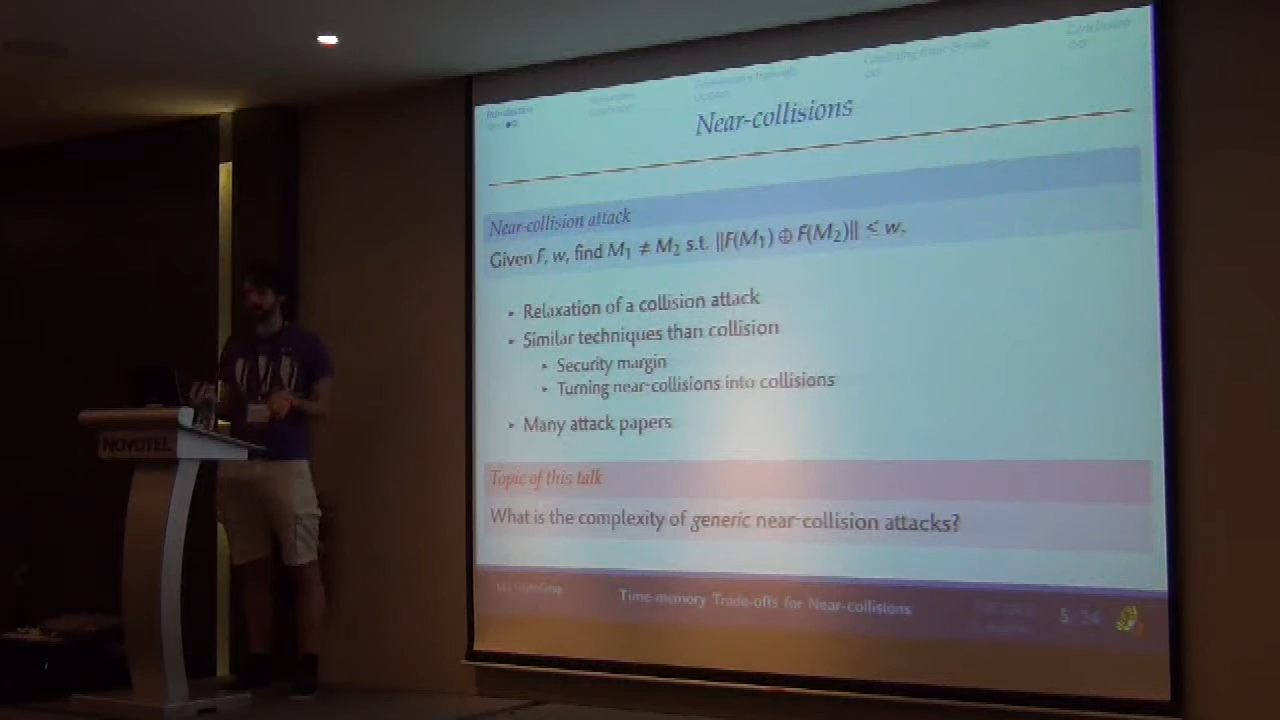 Introduction
Near-collisions
Near-collision attack
Given F, w, find M₁ ≠ M₂ s.t. ‖F(M₁) ⊕ F(M₂)‖ ≤ w.
• Relaxation of a collision attack
• Similar techniques than collision
• Security margin
• Turning near-collisions into collisions
• Many attack papers
Topic of this talk
What is the complexity of generic near-collision attacks?
Time-memory Trade-offs for Near-collisions
5 / 24
NOVOTEL